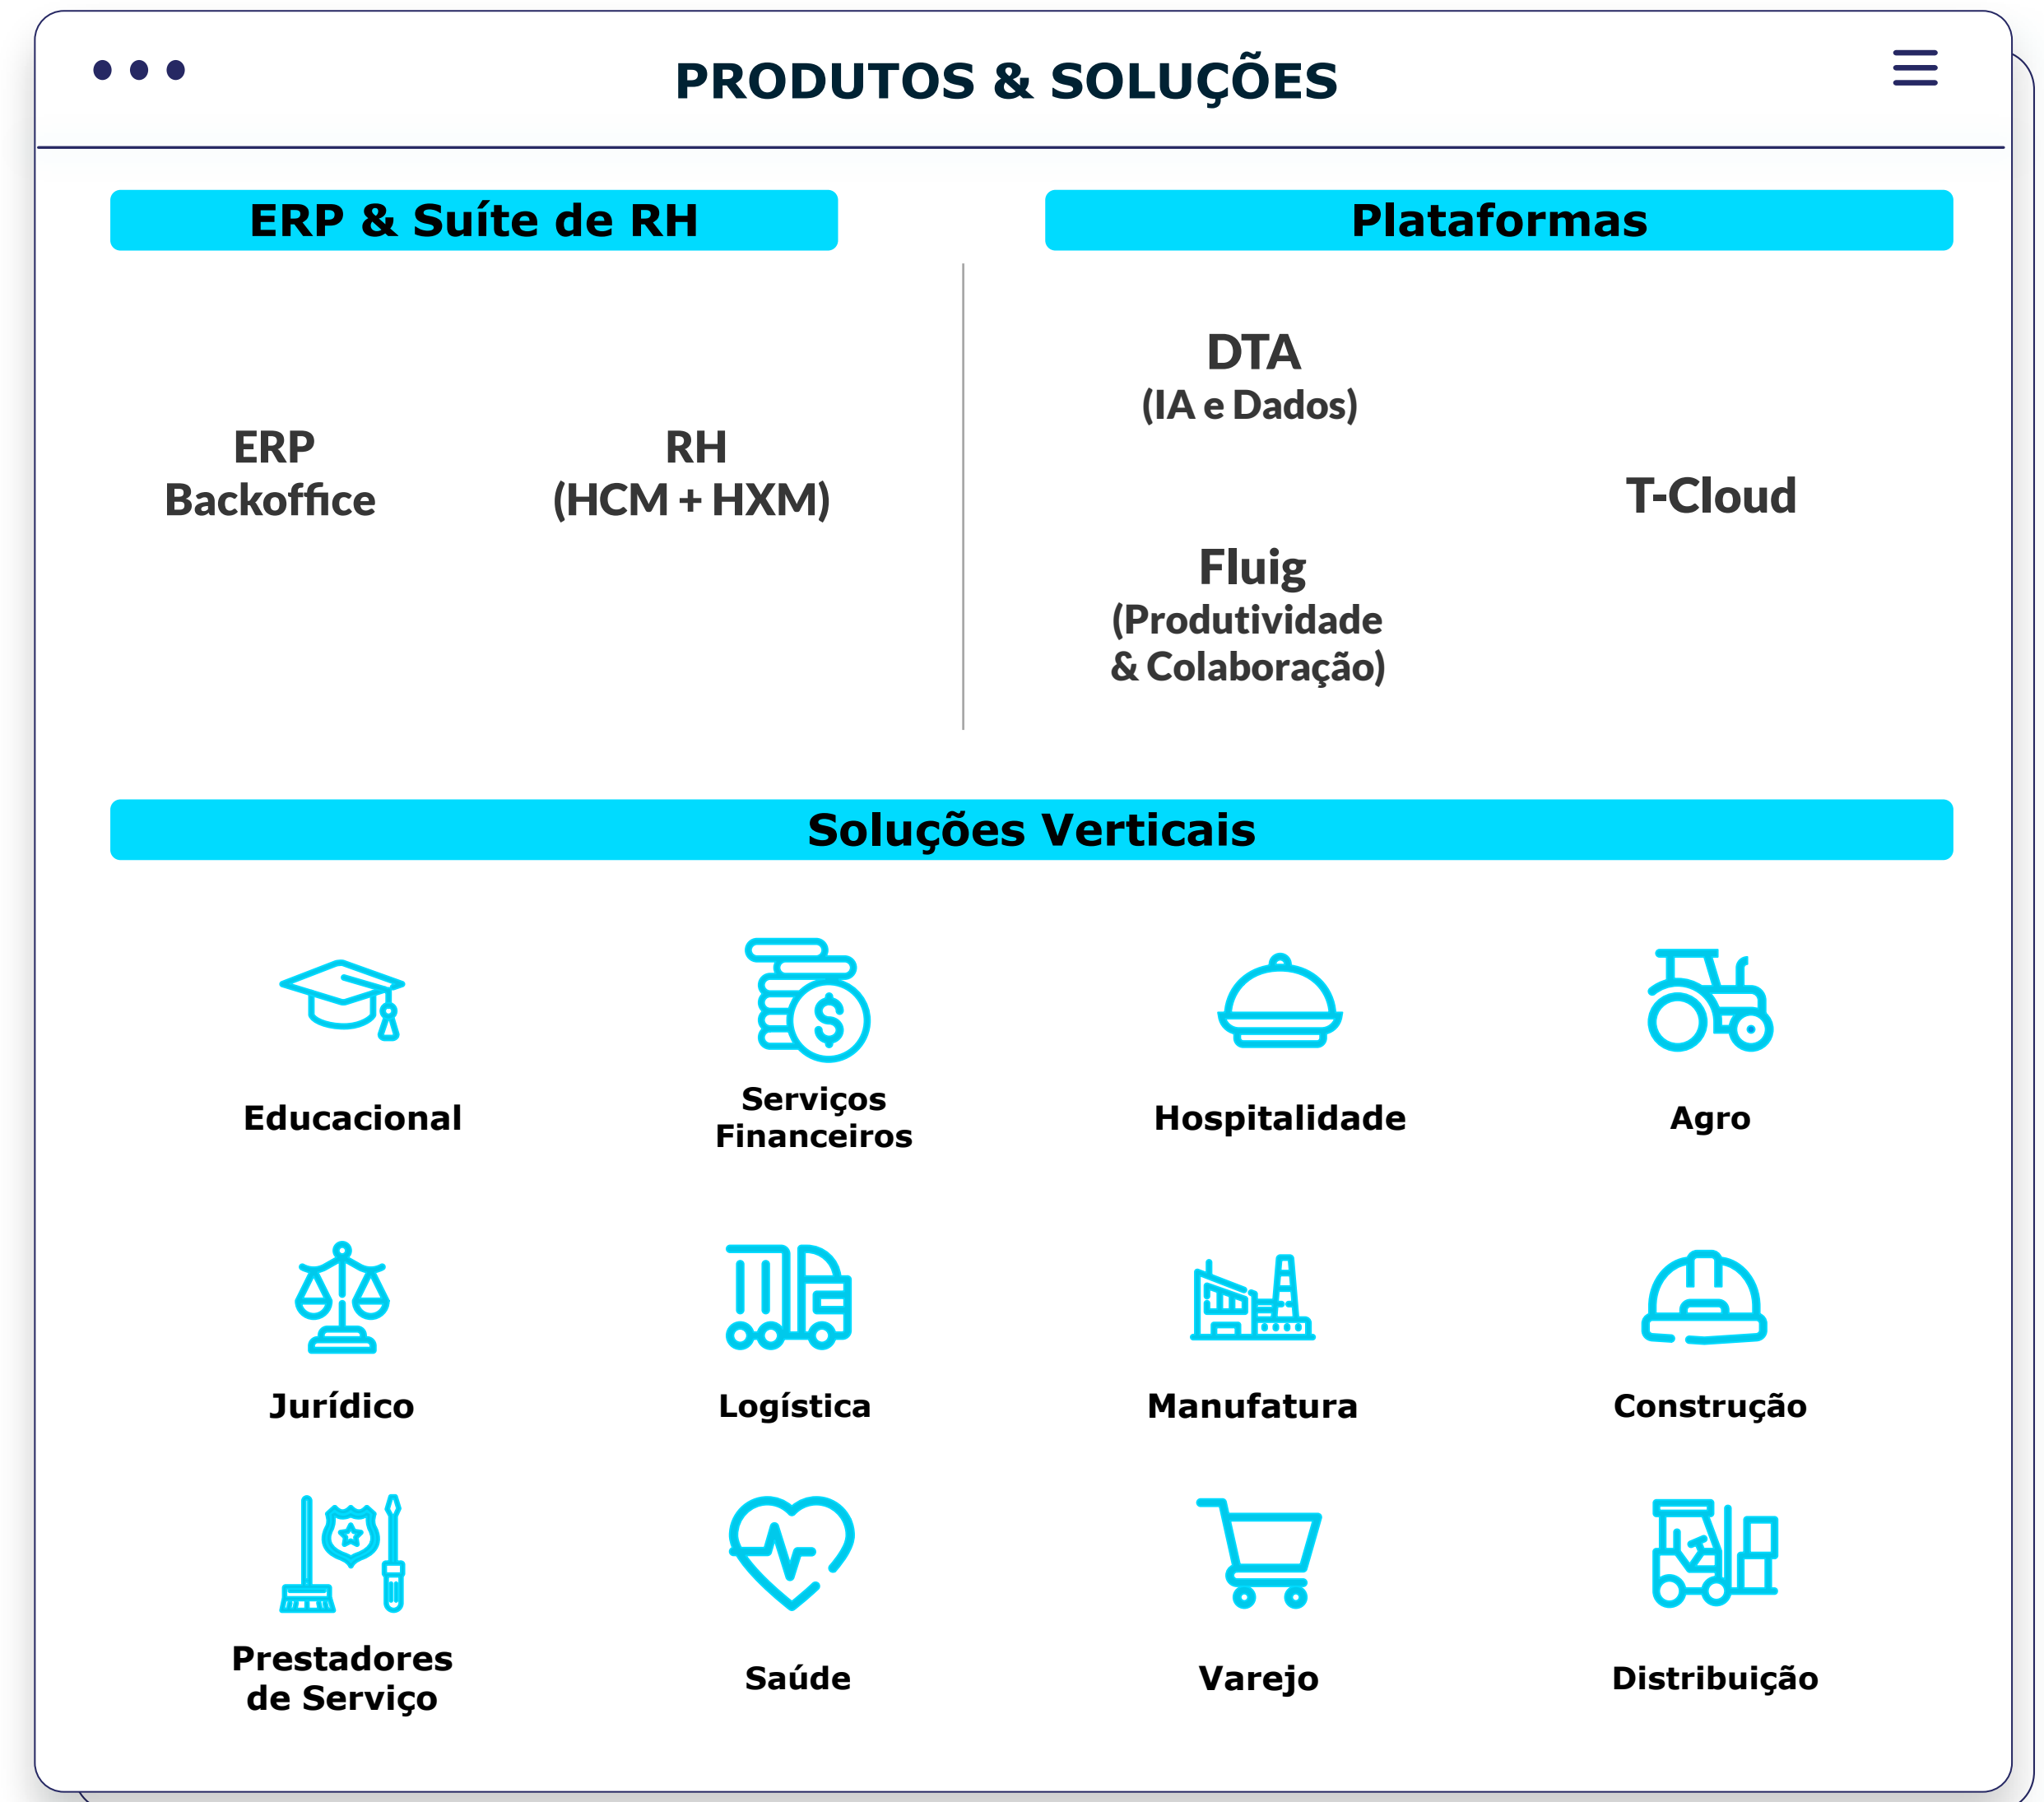 PRODUTOS & SOLUÇÕES
ERP & Suíte de RH
ERP
Backoffice
RH
(HCM + HXM)
Plataformas
DTA
(IA e Dados)
Fluig
(Produtividade
& Colaboração)
T-Cloud
Soluções Verticais
Educacional
Serviços
Financeiros
Hospitalidade
Agro
Jurídico
Logística
Manufatura
Construção
Prestadores
de Serviço
Saúde
Varejo
Distribuição